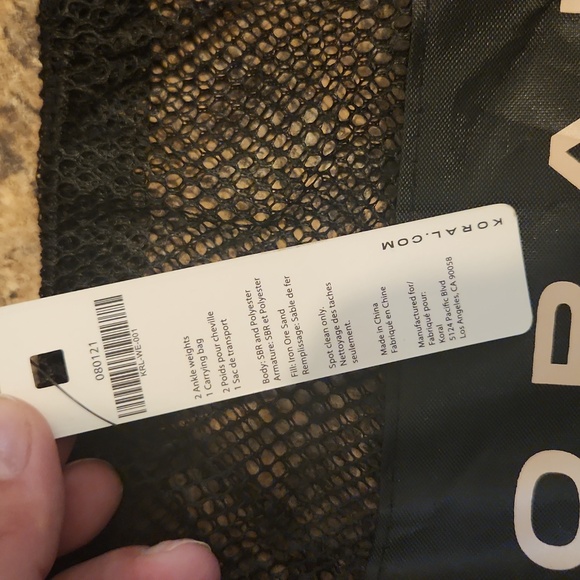 080121
KRL-WE-001
2 Ankle weights
1 Carrying bag
2 Poids pour cheville
1 Sac de transport
Body: SBR and Polyester
Armature: SBR et Polyester
Fill: Iron Ore Sand
Remplissage: Sable de fer
Spot clean only.
Nettoyage des taches
seulement.
Made in China
Fabriqué en Chine
Manufactured for/
Fabriqué pour:
Koral
5124 Pacific Blvd
Los Angeles, CA 90058
KORAL.COM